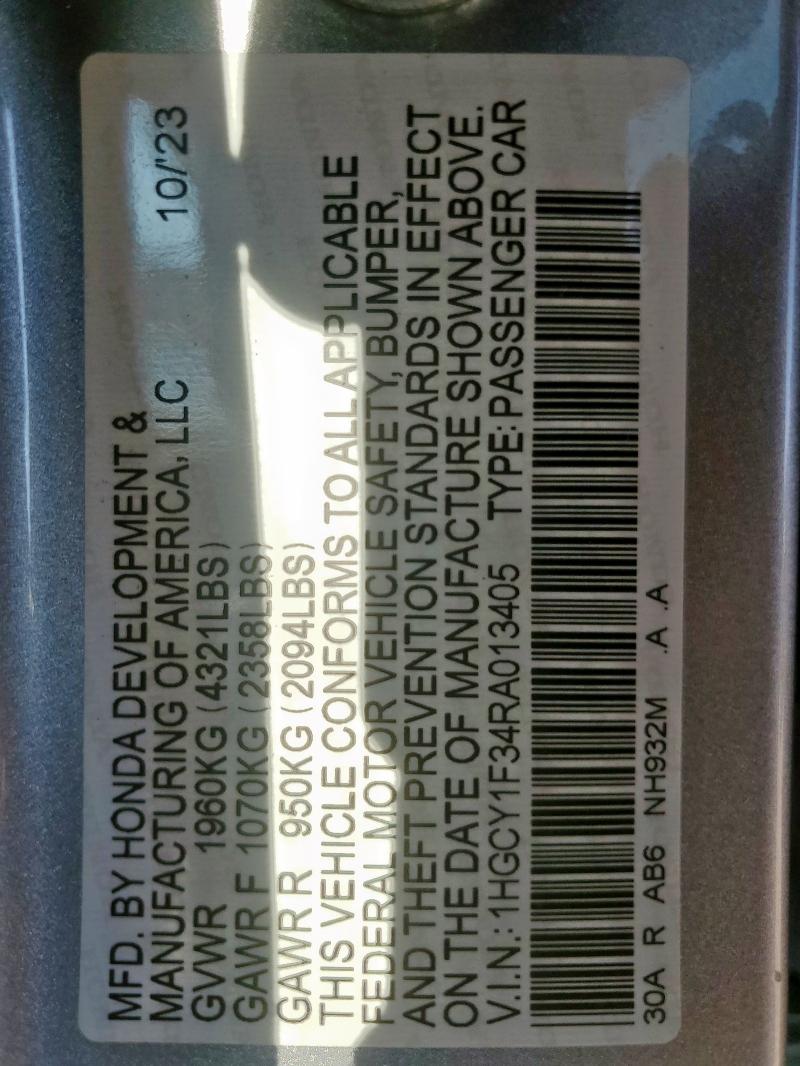 MFD. BY HONDA DEVELOPMENT &
MANUFACTURING OF AMERICA, LLC 10/'23
GVWR 1960KG (4321LBS)
GAWR F 1070KG (2358LBS)
GAWR R 950KG (2094LBS)
THIS VEHICLE CONFORMS TO ALL APPLICABLE
FEDERAL MOTOR VEHICLE SAFETY, BUMPER,
AND THEFT PREVENTION STANDARDS IN EFFECT
ON THE DATE OF MANUFACTURE SHOWN ABOVE.
V.I.N.: 1HGCY1F34RA013405 TYPE: PASSENGER CAR
30A R AB6 NH932M .A .A